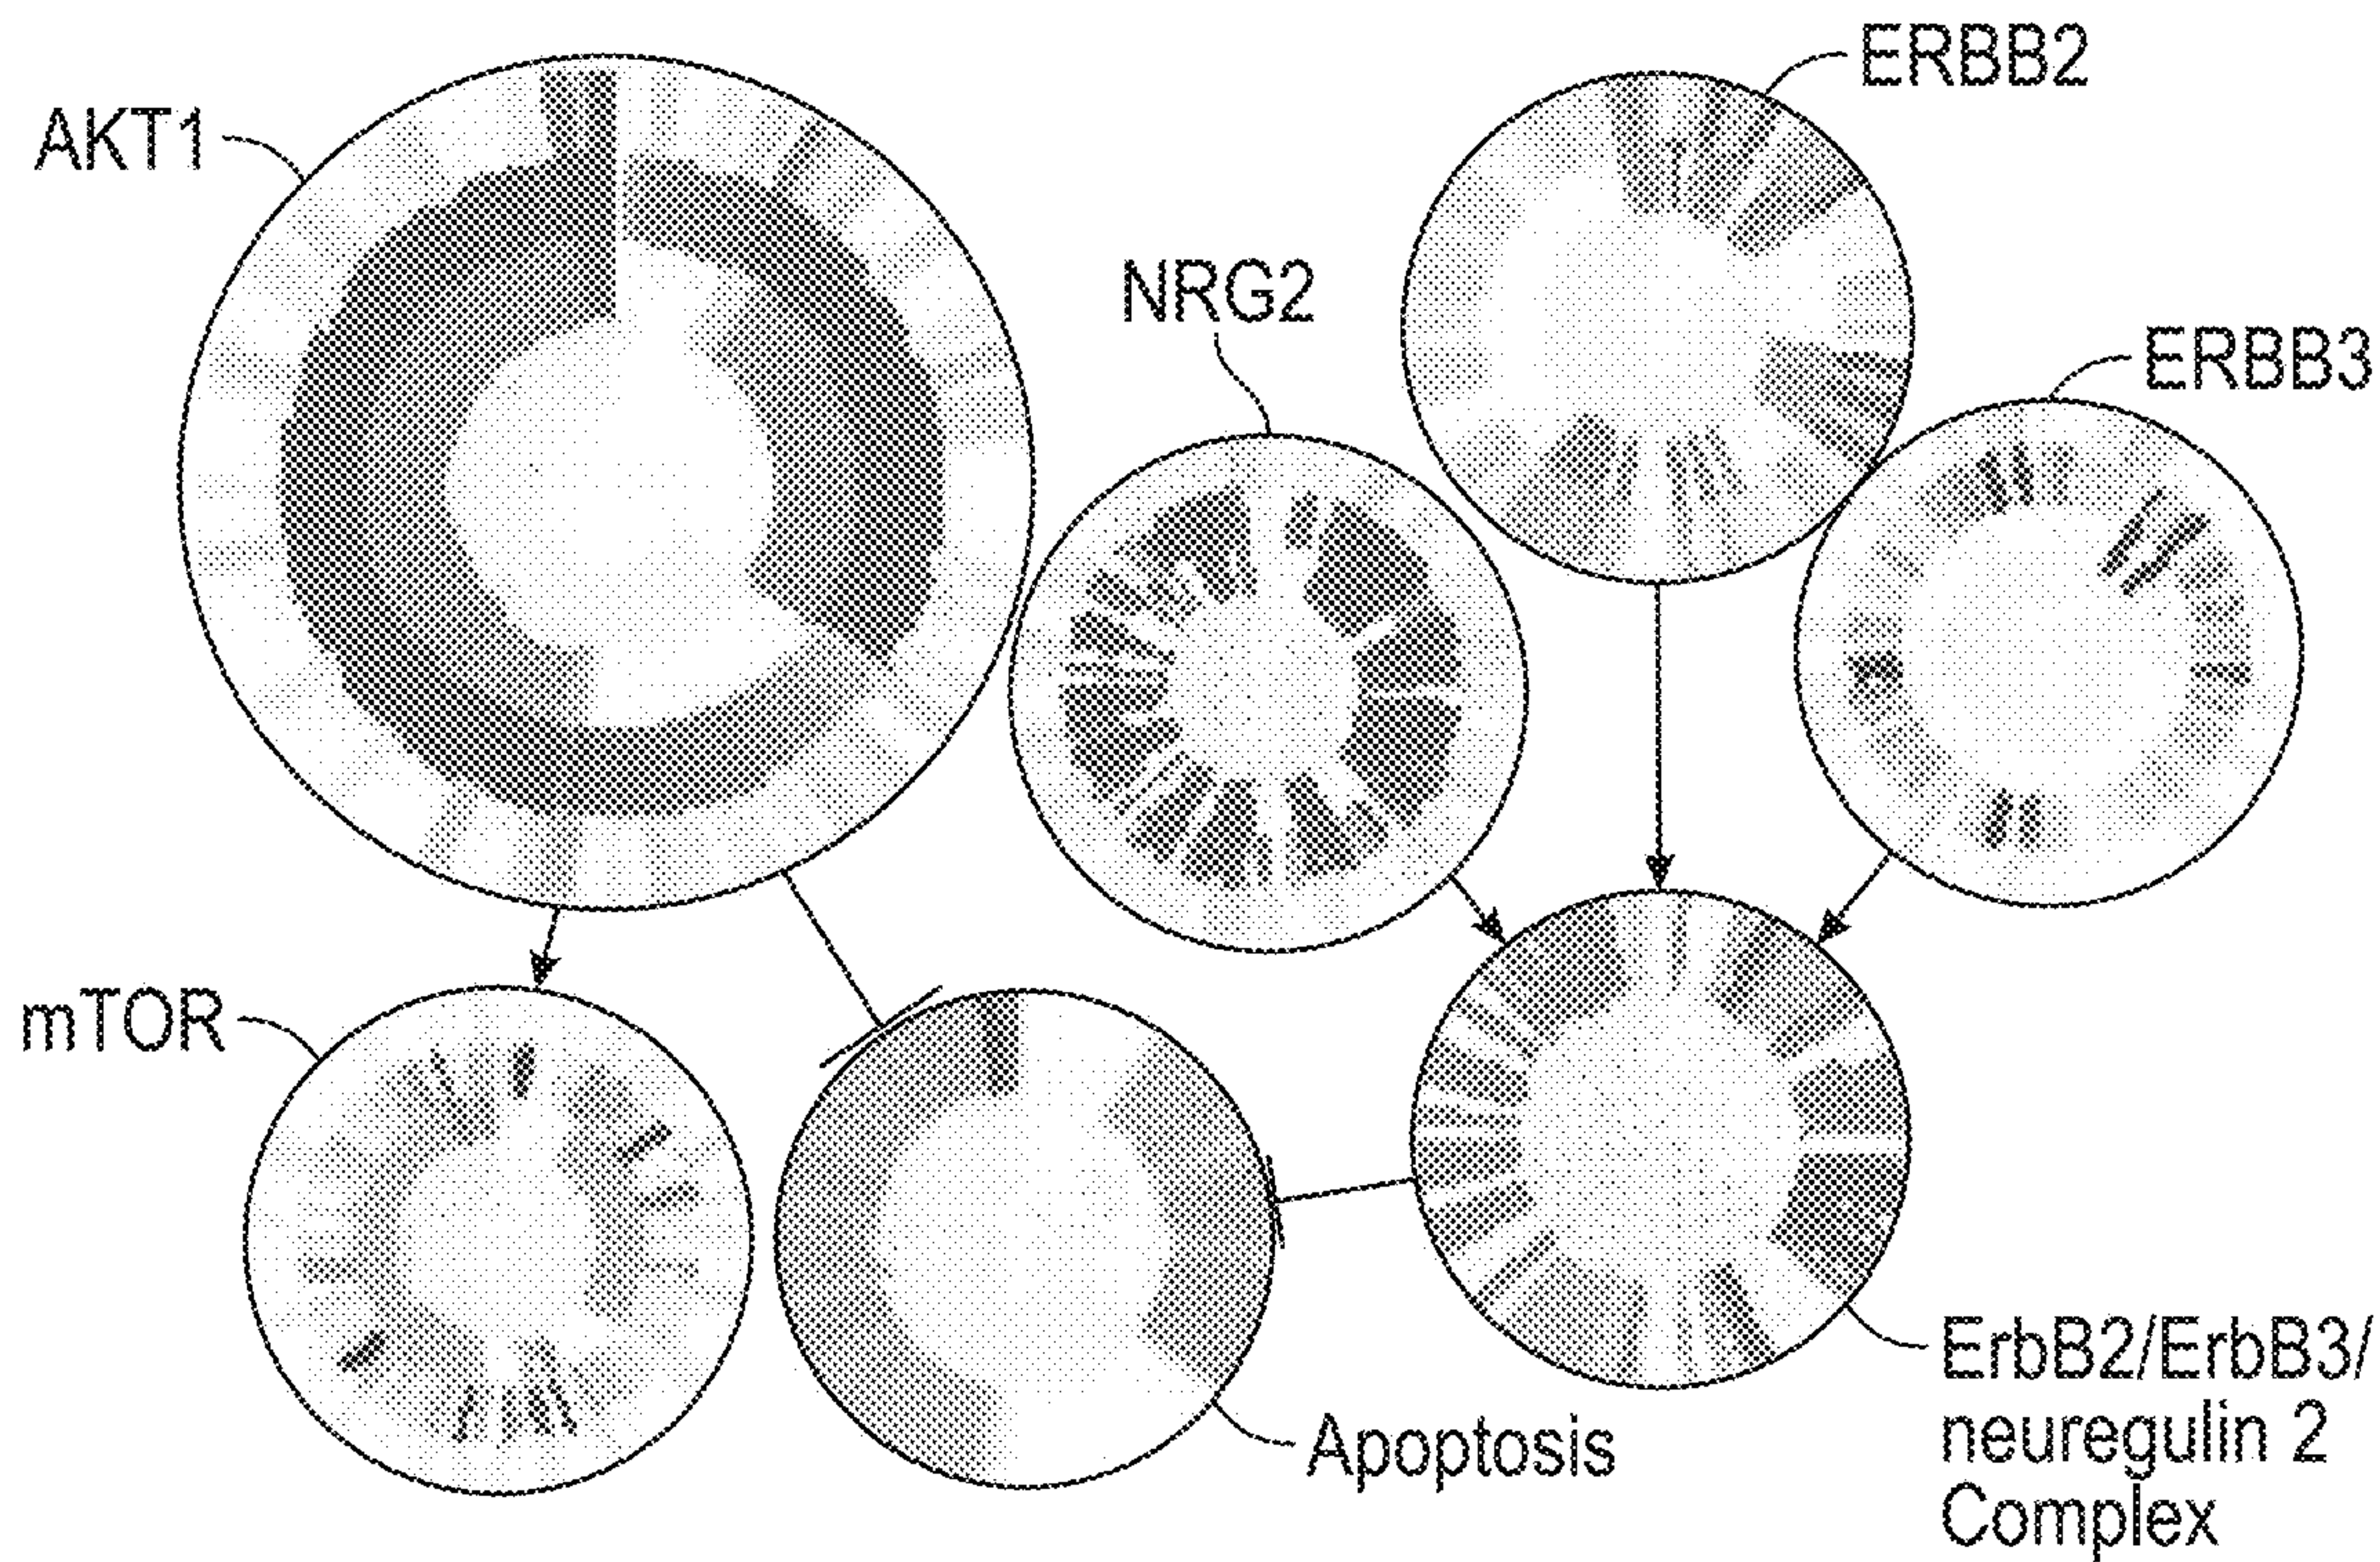 ERBB2
AKT1
NRG2
ERBB3
mTOR
ErbB2/ErbB3/
neuregulin 2
Complex
Apoptosis